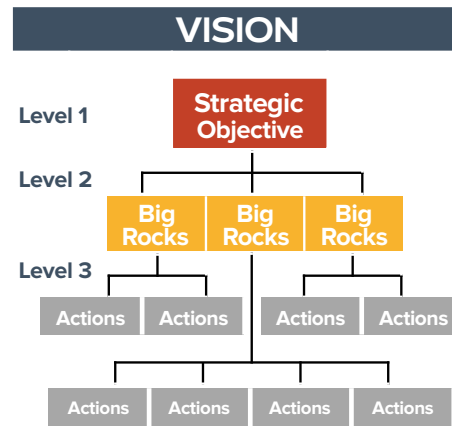 VISION
Level 1
Strategic
Objective
Level 2
Big
Rocks
Big
Rocks
Big
Rocks
Level 3
Actions
Actions
Actions
Actions
Actions
Actions
Actions
Actions